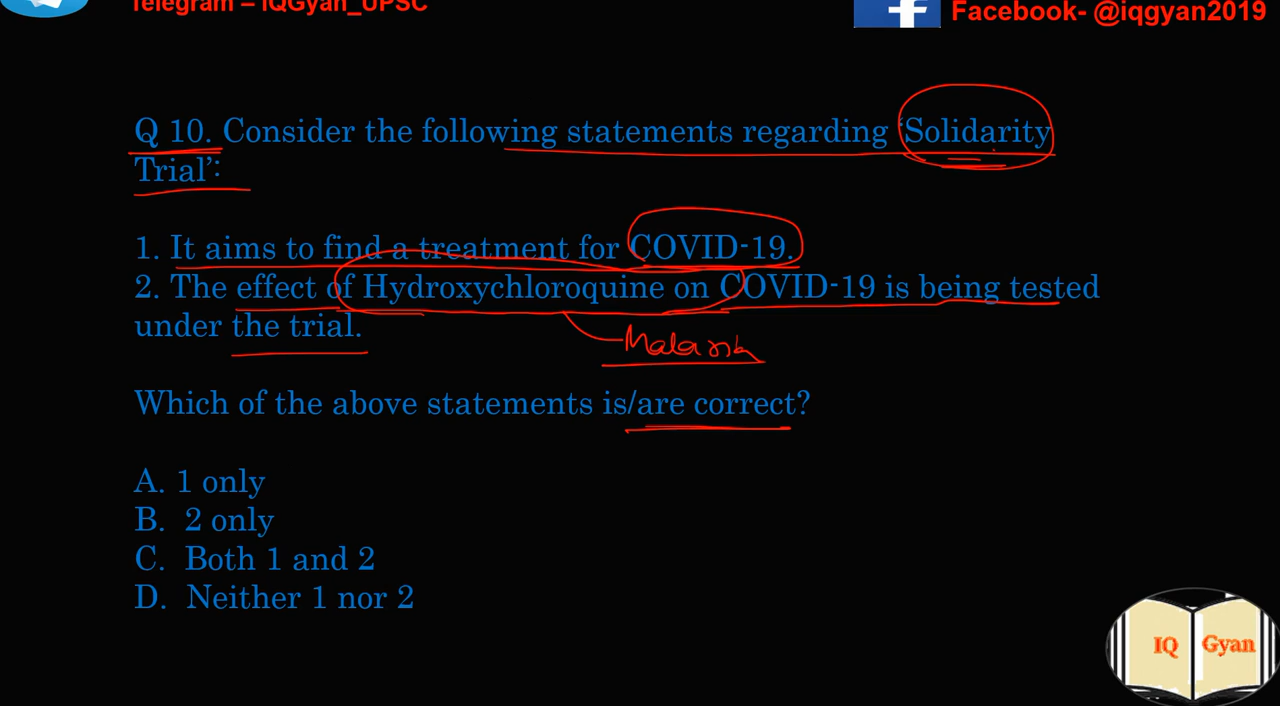 Telegram – IQGyan_UPSC
Facebook- @iqgyan2019
Q 10. Consider the following statements regarding ‘Solidarity
Trial’:
1. It aims to find a treatment for COVID-19.
2. The effect of Hydroxychloroquine on COVID-19 is being tested
under the trial.
Malaria
Which of the above statements is/are correct?
A. 1 only
B. 2 only
C. Both 1 and 2
D. Neither 1 nor 2
IQ Gyan